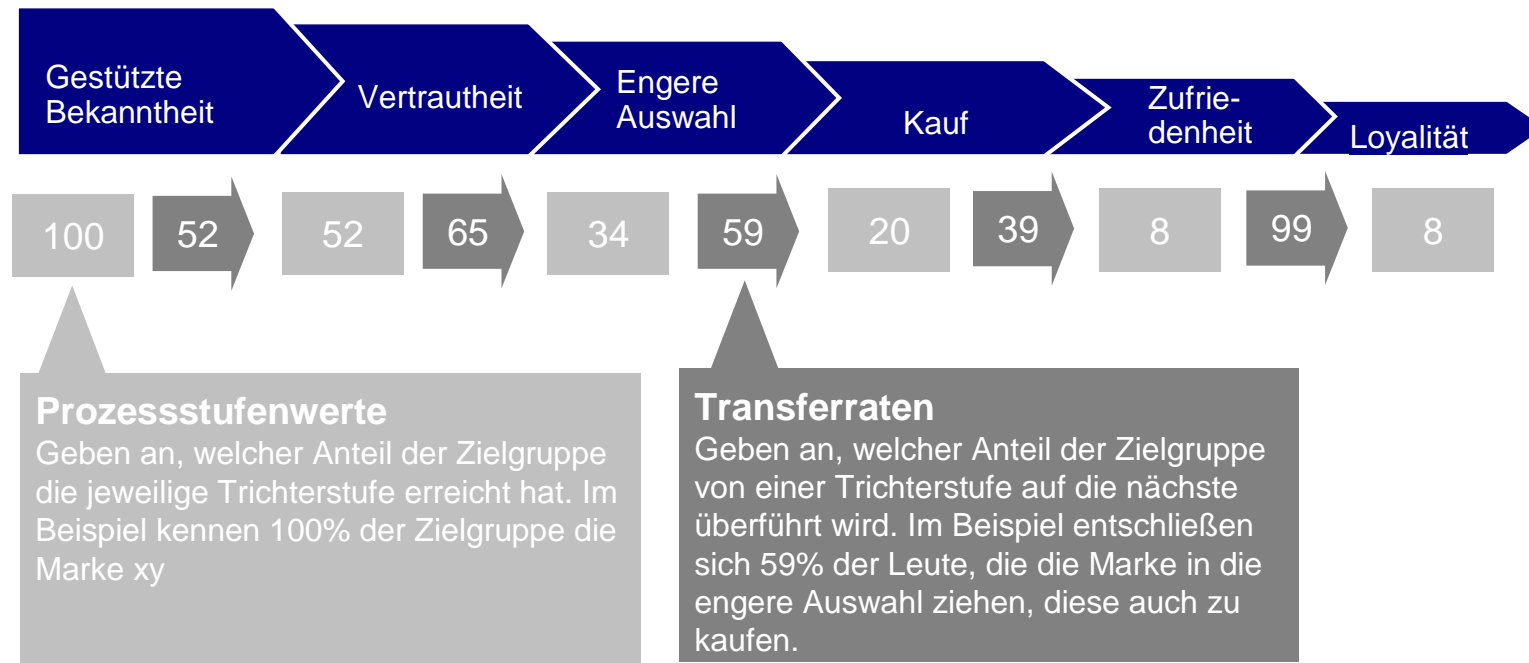 Gestützte
Bekanntheit
Vertrautheit
Engere
Auswahl
Kauf
Zufrie-
denheit
Loyalität
100
52
52
65
34
59
20
39
8
99
8
Prozessstufenwerte
Geben an, welcher Anteil der Zielgruppe
die jeweilige Trichterstufe erreicht hat. Im
Beispiel kennen 100% der Zielgruppe die
Marke xy
Transferraten
Geben an, welcher Anteil der Zielgruppe
von einer Trichterstufe auf die nächste
überführt wird. Im Beispiel entschließen
sich 59% der Leute, die die Marke in die
engere Auswahl ziehen, diese auch zu
kaufen.